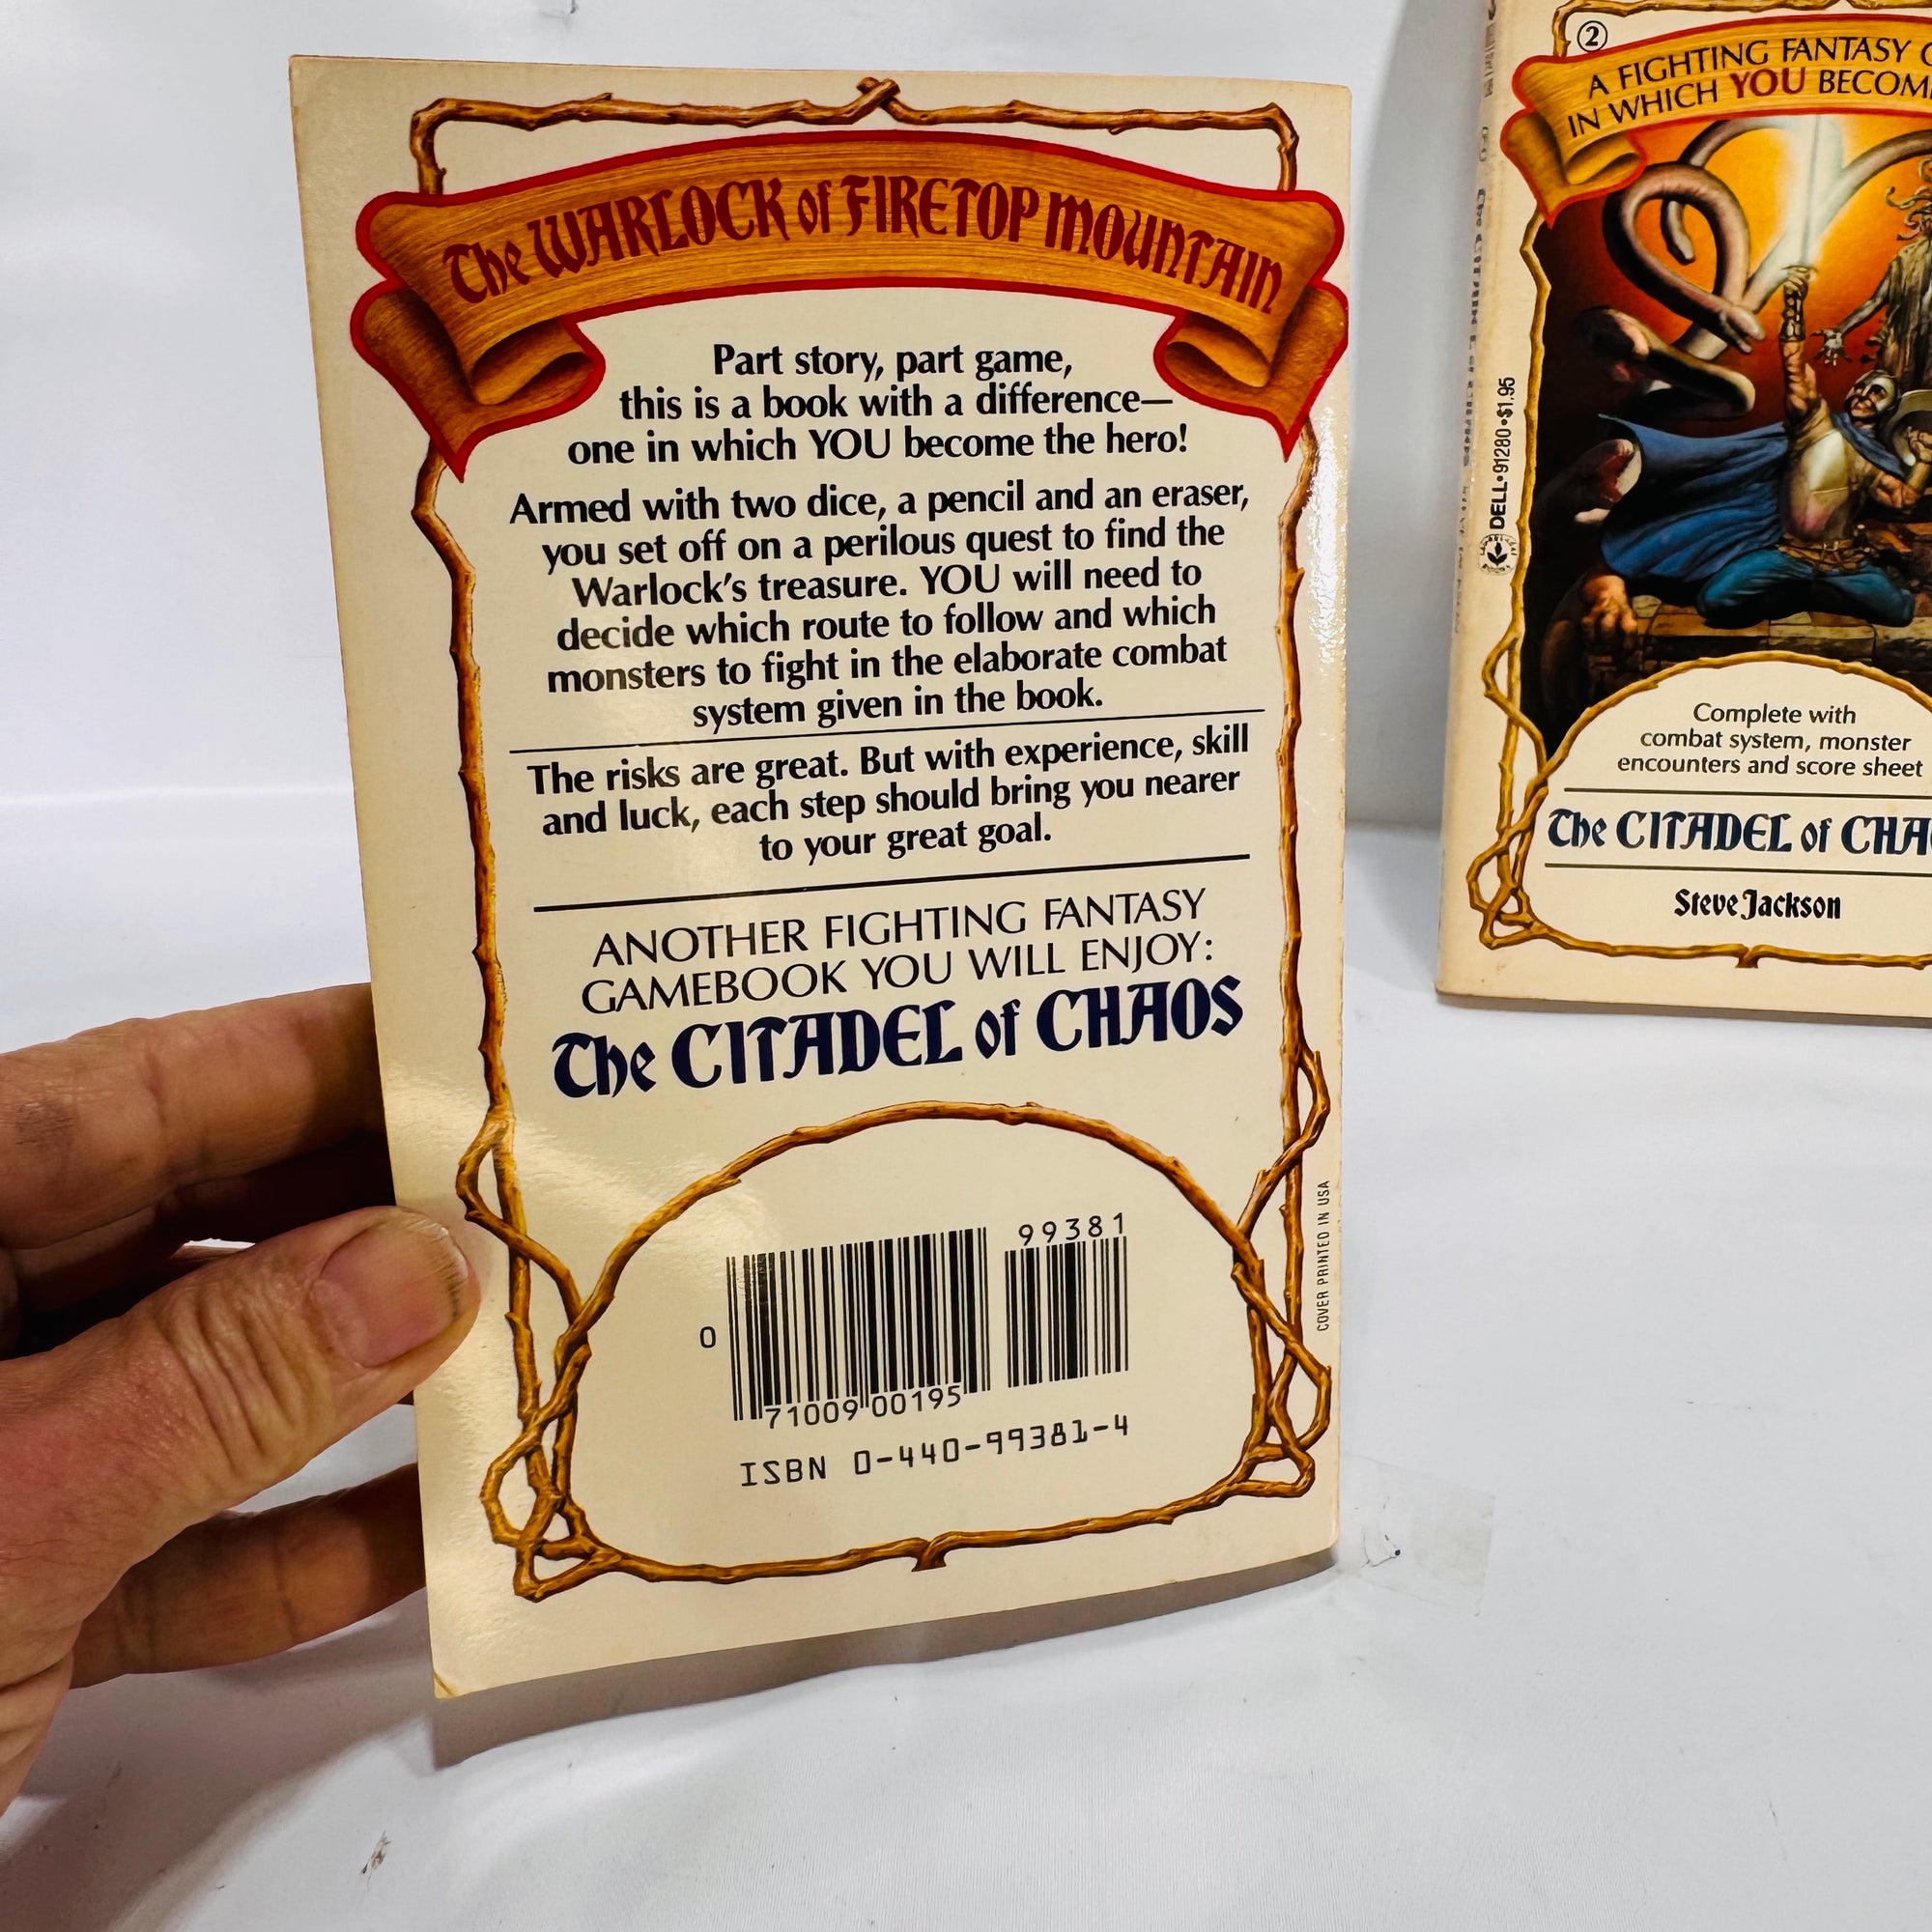 The WARLOCK of FIRETOP MOUNTAIN
Part story, part game,
this is a book with a difference—
one in which YOU become the hero!
Armed with two dice, a pencil and an eraser,
you set off on a perilous quest to find the
Warlock's treasure. YOU will need to
decide which route to follow and which
monsters to fight in the elaborate combat
system given in the book.
The risks are great. But with experience, skill
and luck, each step should bring you nearer
to your great goal.
ANOTHER FIGHTING FANTASY
GAMEBOOK YOU WILL ENJOY:
The CITADEL of CHAOS
99381
0
71009 00195
ISBN 0-440-99381-4
COVER PRINTED IN USA
2
A FIGHTING FANTASY
IN WHICH YOU BECOM
DELL • 91280 • $1.95
Complete with
combat system, monster
encounters and score sheet
The CITADEL of CHA
Steve Jackson